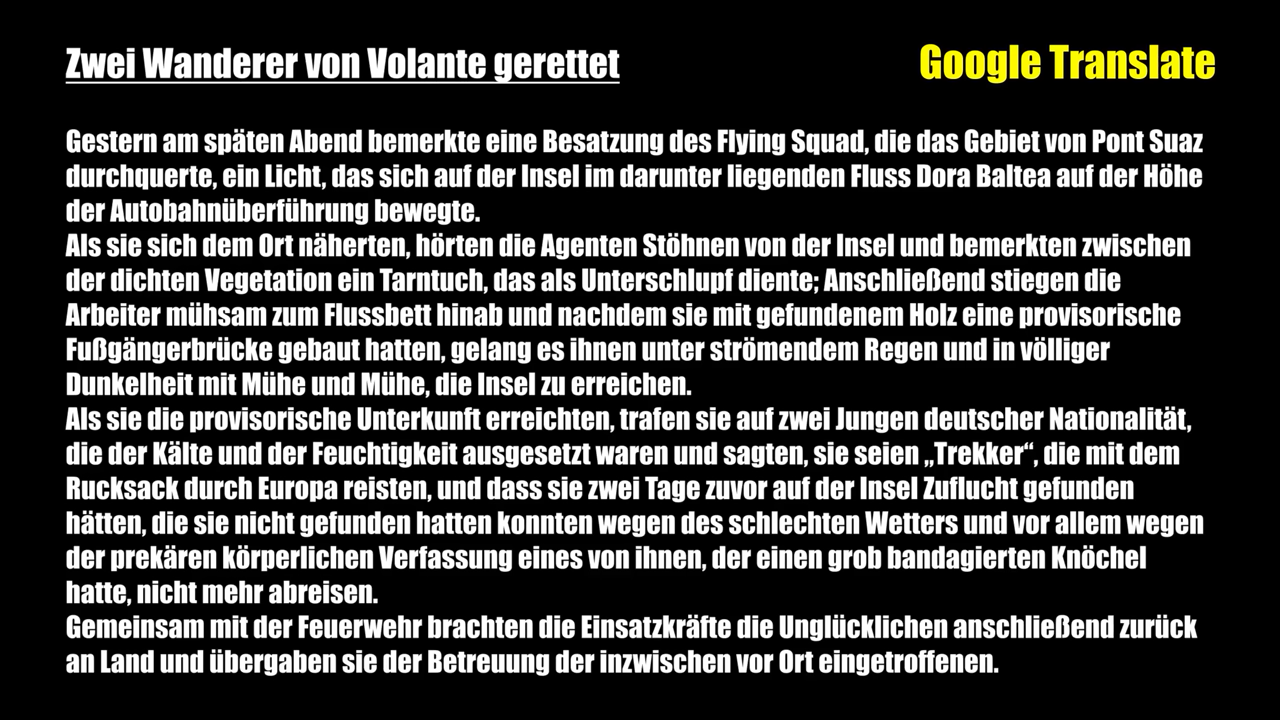 Zwei Wanderer von Volante gerettet
Google Translate
Gestern am späten Abend bemerkte eine Besatzung des Flying Squad, die das Gebiet von Pont Suaz
durchquerte, ein Licht, das sich auf der Insel im darunter liegenden Fluss Dora Baltea auf der Höhe
der Autobahnüberführung bewegte.
Als sie sich dem Ort näherten, hörten die Agenten Stöhnen von der Insel und bemerkten zwischen
der dichten Vegetation ein Tarntuch, das als Unterschlupf diente; Anschließend stiegen die
Arbeiter mühsam zum Flussbett hinab und nachdem sie mit gefundenem Holz eine provisorische
Fußgängerbrücke gebaut hatten, gelang es ihnen unter strömendem Regen und in völliger
Dunkelheit mit Mühe und Mühe, die Insel zu erreichen.
Als sie die provisorische Unterkunft erreichten, trafen sie auf zwei Jungen deutscher Nationalität,
die der Kälte und der Feuchtigkeit ausgesetzt waren und sagten, sie seien „Trekker“, die mit dem
Rucksack durch Europa reisten, und dass sie zwei Tage zuvor auf der Insel Zuflucht gefunden
hätten, die sie nicht gefunden hatten konnten wegen des schlechten Wetters und vor allem wegen
der prekären körperlichen Verfassung eines von ihnen, der einen grob bandagierten Knöchel
hatte, nicht mehr abreisen.
Gemeinsam mit der Feuerwehr brachten die Einsatzkräfte die Unglücklichen anschließend zurück
an Land und übergaben sie der Betreuung der inzwischen vor Ort eingetroffenen.